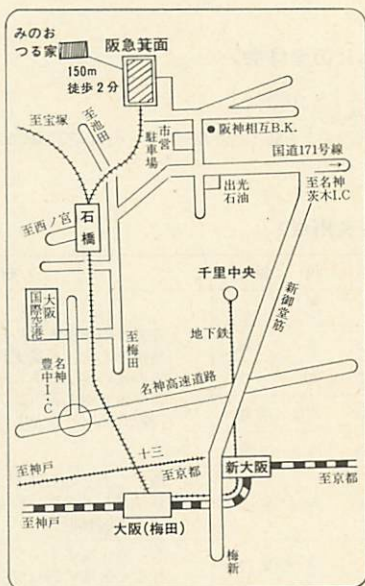 みのお
つる家
阪急箕面
150m
徒歩2分
至宝塚
至池田
市営
駐車場
阪神相互B.K.
国道171号線
出光
石油
至名神
茨木I.C
石橋
至西ノ宮
千里中央
新御堂筋
地下鉄
大阪
国際空港
至梅田
名神
豊中I・C
名神高速道路
十三
至神戸
至京都
新大阪
至京都
至神戸
大阪(梅田)
梅新